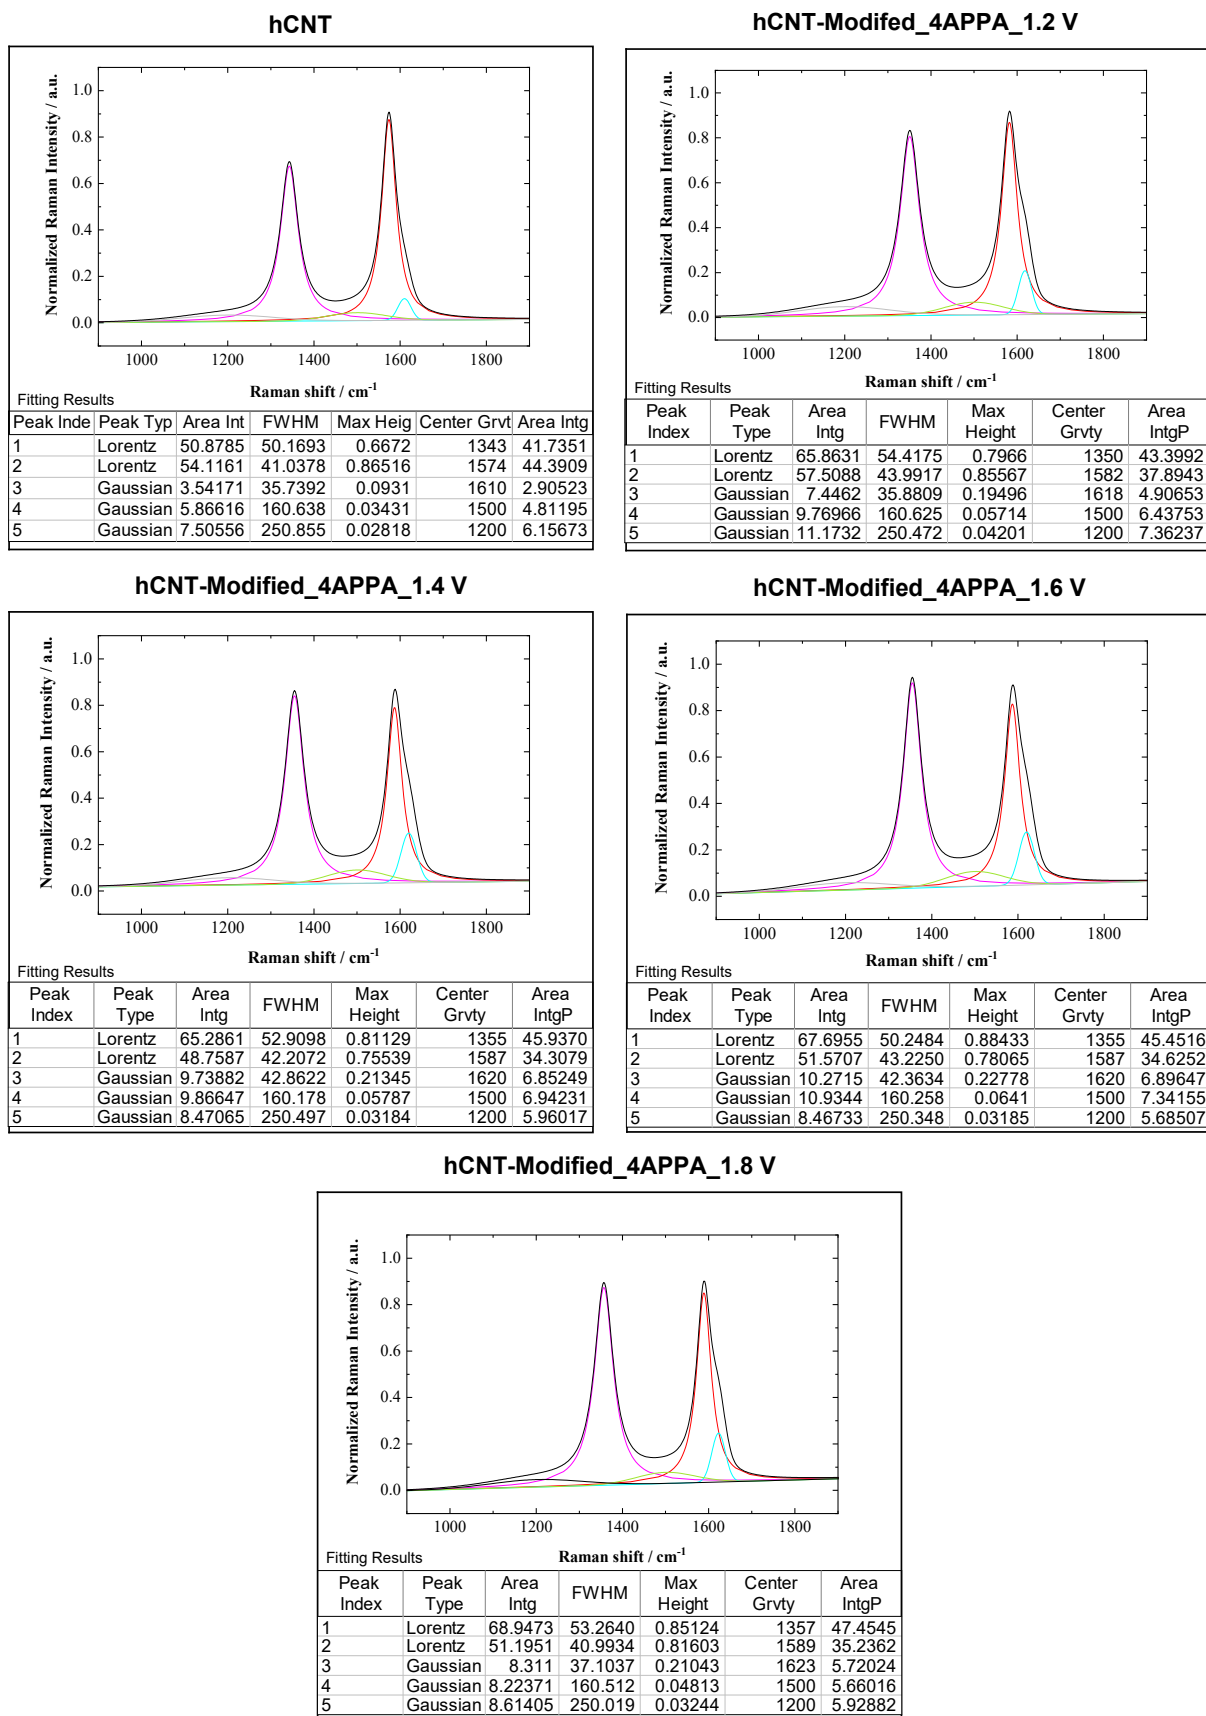 hCNT
Normalized Raman Intensity / a.u.
1.0
0.8
0.6
0.4
0.2
0.0
1000 1200 1400 1600 1800
Raman shift / cm-1
Fitting Results
Peak Inde Peak Typ Area Int FWHM Max Heig Center Grvt Area Intg
1 Lorentz 50.8785 50.1693 0.6672 1343 41.7351
2 Lorentz 54.1161 41.0378 0.86516 1574 44.3909
3 Gaussian 3.54171 35.7392 0.0931 1610 2.90523
4 Gaussian 5.86616 160.638 0.03431 1500 4.81195
5 Gaussian 7.50556 250.855 0.02818 1200 6.15673
hCNT-Modifed_4APPA_1.2 V
Normalized Raman Intensity / a.u.
1.0
0.8
0.6
0.4
0.2
0.0
1000 1200 1400 1600 1800
Raman shift / cm-1
Fitting Results
Peak Index Peak Type Area Intg FWHM Max Height Center Grvty Area IntgP
1 Lorentz 65.8631 54.4175 0.7966 1350 43.3992
2 Lorentz 57.5088 43.9917 0.85567 1582 37.8943
3 Gaussian 7.4462 35.8809 0.19496 1618 4.90653
4 Gaussian 9.76966 160.625 0.05714 1500 6.43753
5 Gaussian 11.1732 250.472 0.04201 1200 7.36237
hCNT-Modified_4APPA_1.4 V
Normalized Raman Intensity / a.u.
1.0
0.8
0.6
0.4
0.2
0.0
1000 1200 1400 1600 1800
Raman shift / cm-1
Fitting Results
Peak Index Peak Type Area Intg FWHM Max Height Center Grvty Area IntgP
1 Lorentz 65.2861 52.9098 0.81129 1355 45.9370
2 Lorentz 48.7587 42.2072 0.75539 1587 34.3079
3 Gaussian 9.73882 42.8622 0.21345 1620 6.85249
4 Gaussian 9.86647 160.178 0.05787 1500 6.94231
5 Gaussian 8.47065 250.497 0.03184 1200 5.96017
hCNT-Modified_4APPA_1.6 V
Normalized Raman Intensity / a.u.
1.0
0.8
0.6
0.4
0.2
0.0
1000 1200 1400 1600 1800
Raman shift / cm-1
Fitting Results
Peak Index Peak Type Area Intg FWHM Max Height Center Grvty Area IntgP
1 Lorentz 67.6955 50.2484 0.88433 1355 45.4516
2 Lorentz 51.5707 43.2250 0.78065 1587 34.6252
3 Gaussian 10.2715 42.3634 0.22778 1620 6.89647
4 Gaussian 10.9344 160.258 0.0641 1500 7.34155
5 Gaussian 8.46733 250.348 0.03185 1200 5.68507
hCNT-Modified_4APPA_1.8 V
Normalized Raman Intensity / a.u.
1.0
0.8
0.6
0.4
0.2
0.0
1000 1200 1400 1600 1800
Raman shift / cm-1
Fitting Results
Peak Index Peak Type Area Intg FWHM Max Height Center Grvty Area IntgP
1 Lorentz 68.9473 53.2640 0.85124 1357 47.4545
2 Lorentz 51.1951 40.9934 0.81603 1589 35.2362
3 Gaussian 8.311 37.1037 0.21043 1623 5.72024
4 Gaussian 8.22371 160.512 0.04813 1500 5.66016
5 Gaussian 8.61405 250.019 0.03244 1200 5.92882